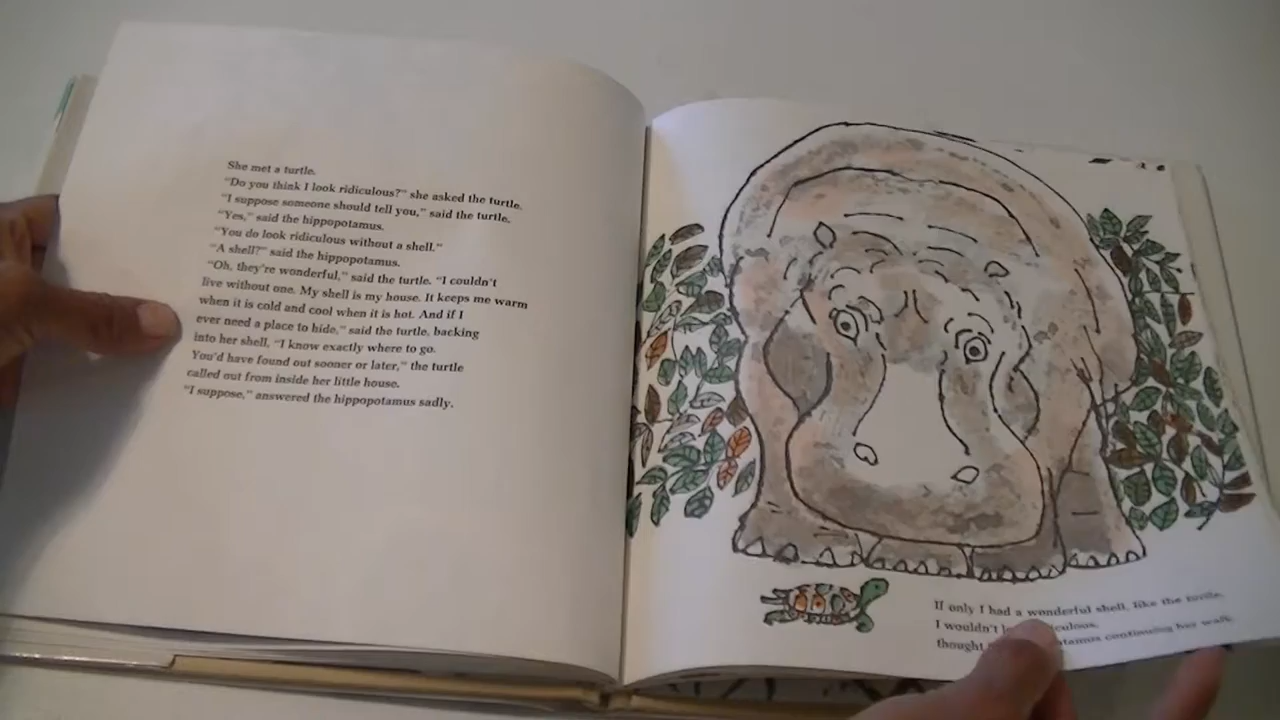 She met a turtle.
"Do you think I look ridiculous?" she asked the turtle.
"I suppose someone should tell you," said the turtle.
"Yes," said the hippopotamus.
"You do look ridiculous without a shell."
"A shell?" said the hippopotamus.
"Oh, they're wonderful," said the turtle. "I couldn't
live without one. My shell is my house. It keeps me warm
when it is cold and cool when it is hot. And if I
ever need a place to hide," said the turtle, backing
into her shell, "I know exactly where to go.
You'd have found out sooner or later," the turtle
called out from inside her little house.
"I suppose," answered the hippopotamus sadly.
If only I had a wonderful shell, like the turtle,
I wouldn't
thought continuing her walk.